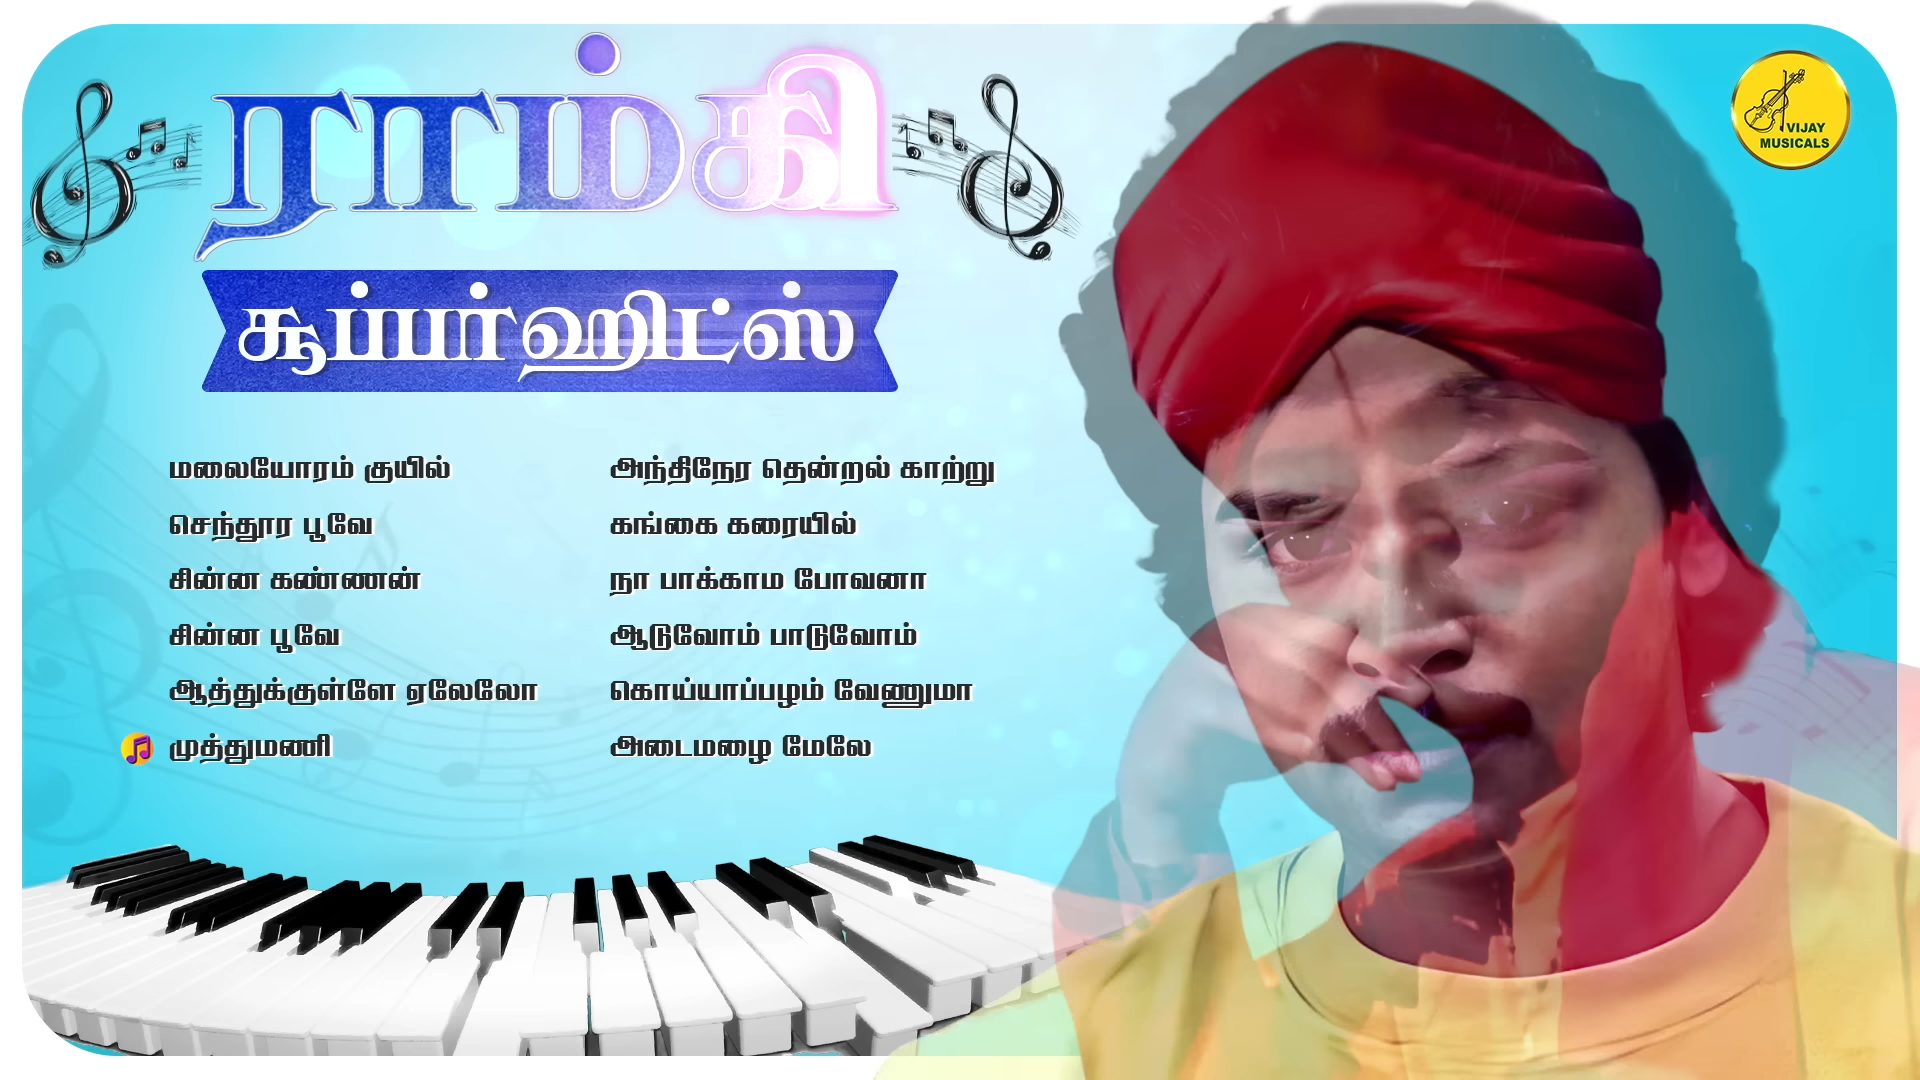 ராம்கி
VIJAY
MUSICALS
சூப்பர்ஹிட்ஸ்
மலையோரம் குயில்
செந்தூர பூவே
சின்ன கண்ணன்
சின்ன பூவே
ஆத்துக்குள்ளே ஏலேலோ
முத்துமணி
அந்திநேர தென்றல் காற்று
கங்கை கரையில்
நா பாக்காம போவனா
ஆடுவோம் பாடுவோம்
கொய்யாப்பழம் வேணுமா
அடைமழை மேலே